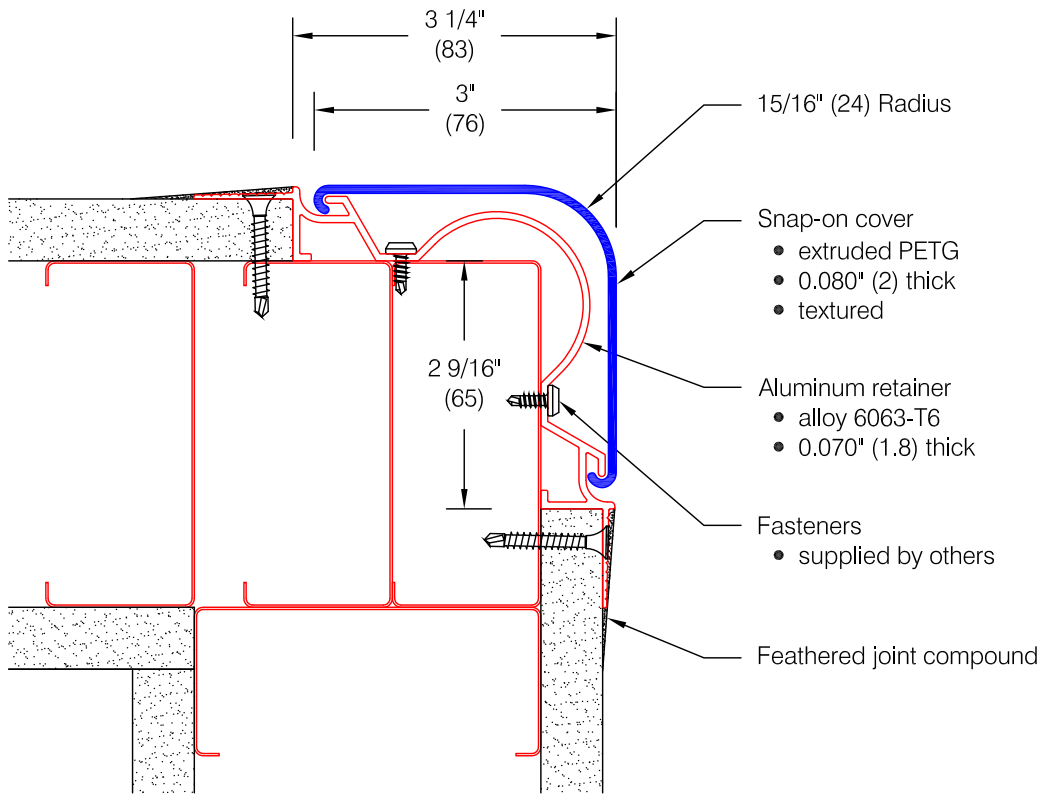 3 1/4"
(83)
3"
(76)
15/16" (24) Radius
Snap-on cover
• extruded PETG
• 0.080" (2) thick
• textured
2 9/16"
(65)
Aluminum retainer
• alloy 6063-T6
• 0.070" (1.8) thick
Fasteners
• supplied by others
Feathered joint compound